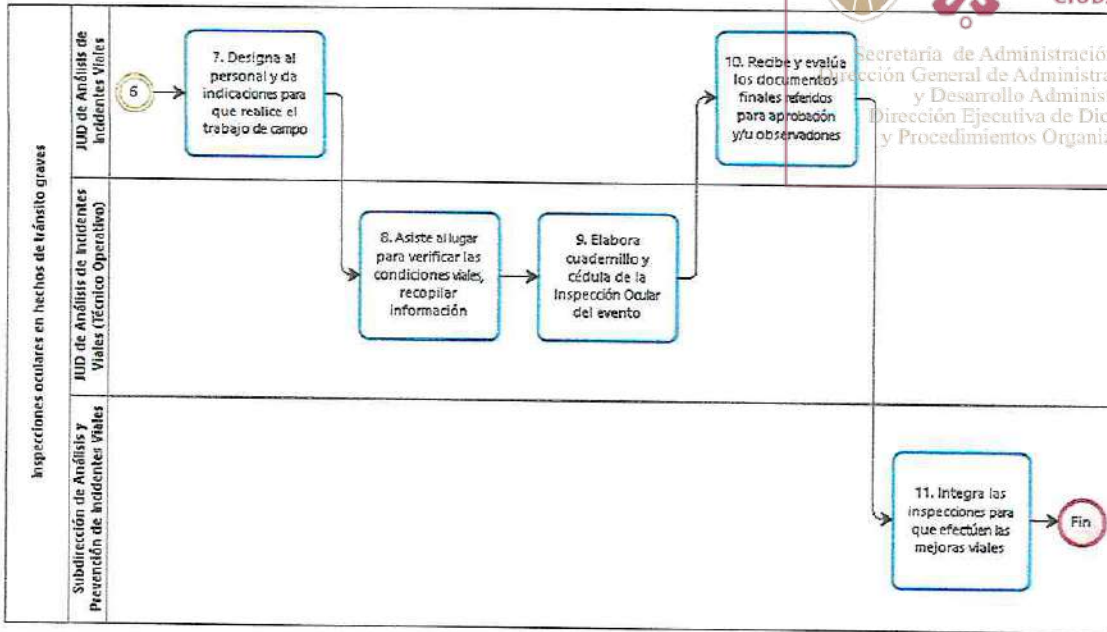 Inspecciones oculares en hechos de tránsito graves
JUD de Análisis de
Incidentes Viales
6
7. Designa al
personal y da
indicaciones para
que realice el
trabajo de campo
10. Recibe y evalúa
los documentos
finales referidos
para aprobación
y/u observaciones
Secretaría de Administración
Dirección General de
y Desarrollo
Dirección Ejecutiva de
y Procedimientos
JUD de Análisis de Incidentes
Viales (Técnico Operativo)
8. Asiste al lugar
para verificar las
condiciones viales,
recopilar
información
9. Elabora
cuadernillo y
cédula de la
Inspección Ocular
del evento
Subdirección de Análisis y
Prevención de Incidentes Viales
11. Integra las
inspecciones para
que efectúen las
mejoras viales
Fin